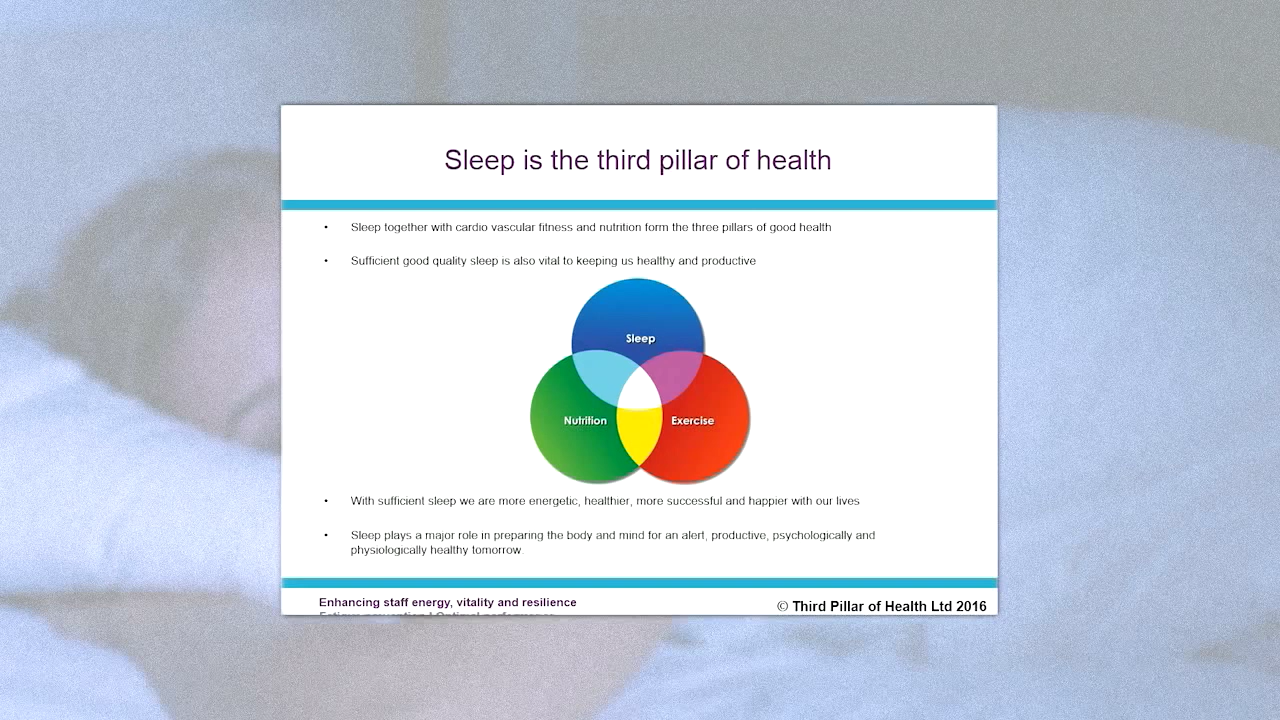 Sleep is the third pillar of health
• Sleep together with cardio vascular fitness and nutrition form the three pillars of good health
• Sufficient good quality sleep is also vital to keeping us healthy and productive
Sleep
Nutrition
Exercise
• With sufficient sleep we are more energetic, healthier, more successful and happier with our lives
• Sleep plays a major role in preparing the body and mind for an alert, productive, psychologically and
physiologically healthy tomorrow
Enhancing staff energy, vitality and resilience
© Third Pillar of Health Ltd 2016